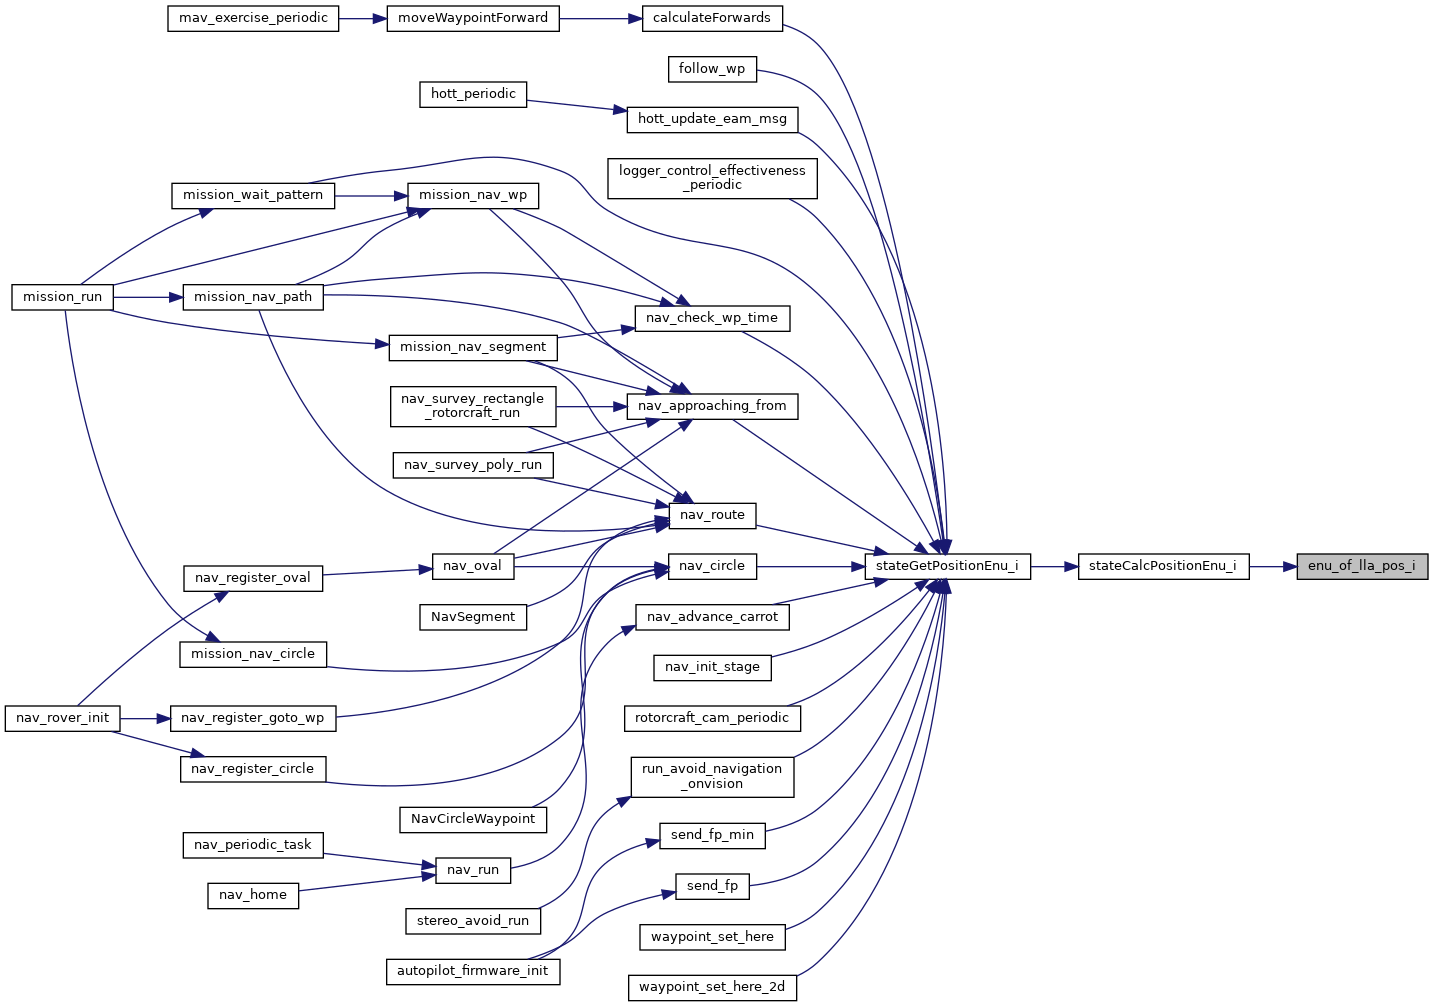 mav_exercise_periodic
moveWaypointForward
calculateForwards
follow_wp
hott_periodic
hott_update_eam_msg
logger_control_effectiveness
_periodic
mission_wait_pattern
mission_nav_wp
mission_run
mission_nav_path
nav_check_wp_time
mission_nav_segment
nav_survey_rectangle
_rotorcraft_run
nav_approaching_from
nav_survey_poly_run
nav_route
nav_register_oval
nav_oval
nav_circle
stateGetPositionEnu_i
stateCalcPositionEnu_i
enu_of_lla_pos_i
NavSegment
nav_advance_carrot
mission_nav_circle
nav_init_stage
nav_rover_init
nav_register_goto_wp
rotorcraft_cam_periodic
nav_register_circle
run_avoid_navigation
_onvision
NavCircleWaypoint
send_fp_min
nav_periodic_task
nav_run
nav_home
send_fp
stereo_avoid_run
waypoint_set_here
autopilot_firmware_init
waypoint_set_here_2d